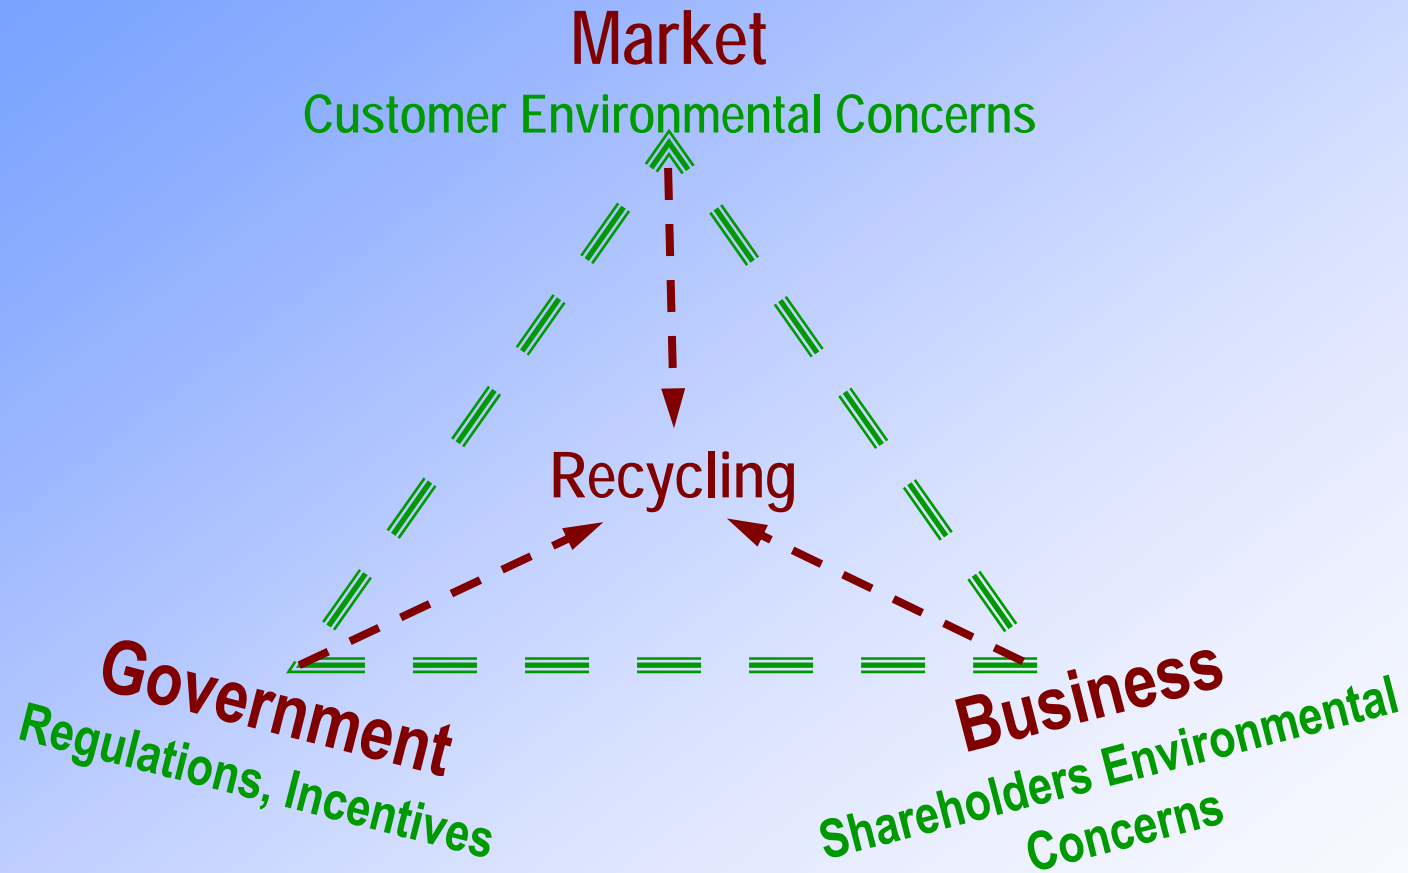 Market
Customer Environmental Concerns
Recycling
Government
Regulations, Incentives
Business
Shareholders Environmental
Concerns